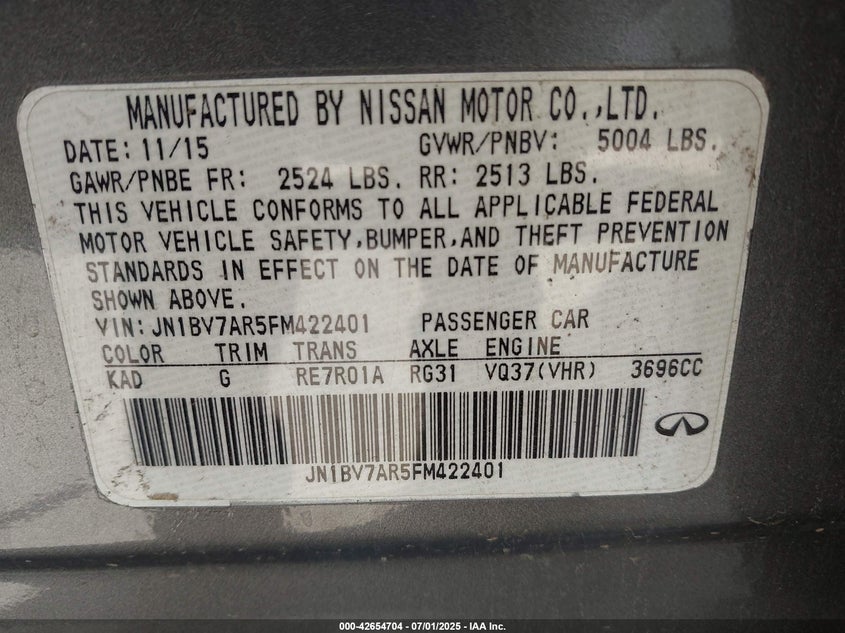 MANUFACTURED BY NISSAN MOTOR CO.,LTD.
DATE: 11/15 GVWR/PNBV: 5004 LBS.
GAWR/PNBE FR: 2524 LBS. RR: 2513 LBS.
THIS VEHICLE CONFORMS TO ALL APPLICABLE FEDERAL
MOTOR VEHICLE SAFETY,BUMPER,AND THEFT PREVENTION
STANDARDS IN EFFECT ON THE DATE OF MANUFACTURE
SHOWN ABOVE.
VIN: JN1BV7AR5FM422401 PASSENGER CAR
COLOR TRIM TRANS AXLE ENGINE
KAD G RE7R01A RG31 VQ37(VHR) 3696CC
JN1BV7AR5FM422401
000-42654704 - 07/01/2025 - IAA Inc.